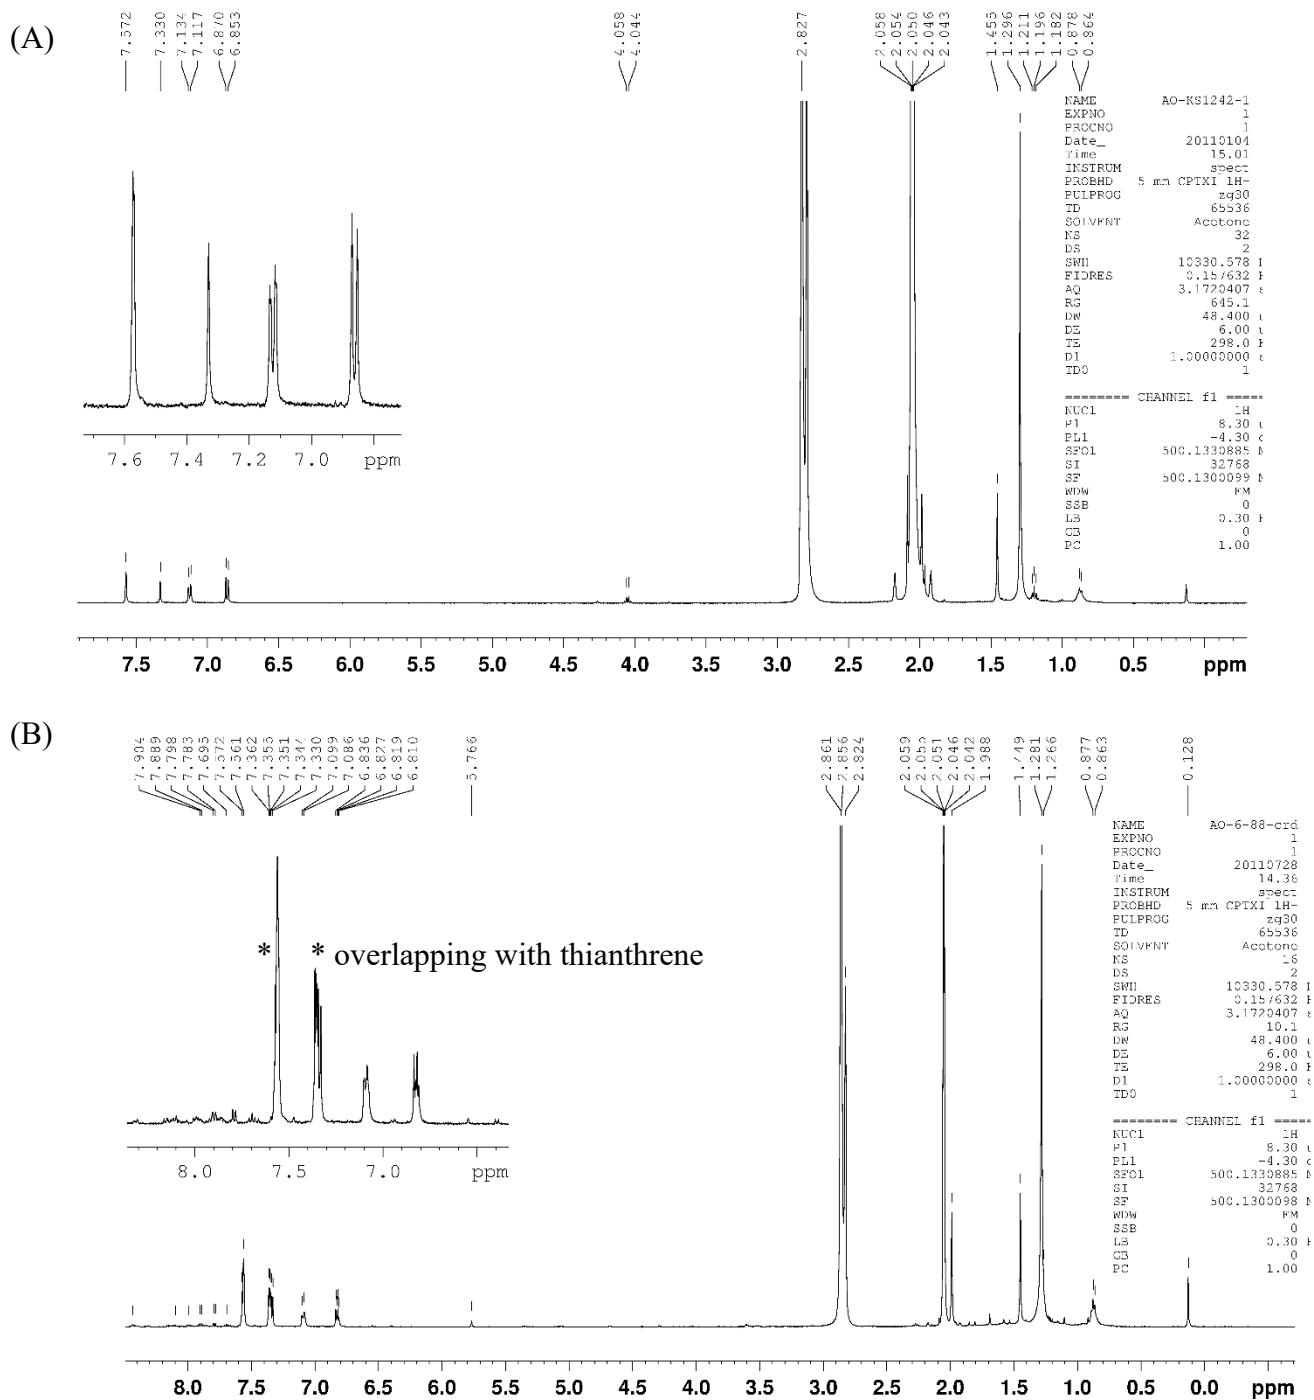 (A)
7.572
7.330
7.134
7.117
6.870
6.853
4.058
4.044
2.827
2.058
2.054
2.050
2.046
2.043
1.455
1.296
1.211
1.196
1.182
0.878
0.864
NAME AO-KS1242-1
EXPNO 1
PROCNO 1
Date_ 20110104
Time 15.01
INSTRUM spect
PROBHD 5 mm CPTXI 1H-
PULPROG zg30
TD 65536
SOLVENT Acetone
NS 32
DS 2
SWH 10330.578
FIDRES 0.157632
AQ 3.1720407
RG 645.1
DW 48.400
DE 6.00
TE 298.0
D1 1.00000000
TD0 1
======== CHANNEL f1 =====
NUC1 1H
P1 8.30
PL1 -4.30
SFO1 500.1330885
SI 32768
SF 500.1300099
WDW EM
SSB 0
LB 0.30
GB 0
PC 1.00
7.6 7.4 7.2 7.0 ppm
7.5 7.0 6.5 6.0 5.5 5.0 4.5 4.0 3.5 3.0 2.5 2.0 1.5 1.0 0.5 ppm
(B)
7.904
7.889
7.798
7.783
7.695
7.572
7.561
7.362
7.355
7.351
7.344
7.330
7.099
7.086
6.836
6.827
6.819
6.810
5.766
2.861
2.856
2.824
2.059
2.055
2.051
2.046
2.042
1.988
1.449
1.281
1.266
0.877
0.863
0.128
NAME AO-6-88-crd
EXPNO 1
PROCNO 1
Date_ 20110728
Time 14.36
INSTRUM spect
PROBHD 5 mm CPTXI 1H-
PULPROG zg30
TD 65536
SOLVENT Acetone
NS 16
DS 2
SWH 10330.578
FIDRES 0.157632
AQ 3.1720407
RG 10.1
DW 48.400
DE 6.00
TE 298.0
D1 1.00000000
TD0 1
======== CHANNEL f1 =====
NUC1 1H
P1 8.30
PL1 -4.30
SFO1 500.1330885
SI 32768
SF 500.1300098
WDW EM
SSB 0
LB 0.30
GB 0
PC 1.00
* * overlapping with thianthrene
8.0 7.5 7.0 ppm
8.0 7.5 7.0 6.5 6.0 5.5 5.0 4.5 4.0 3.5 3.0 2.5 2.0 1.5 1.0 0.5 0.0 ppm